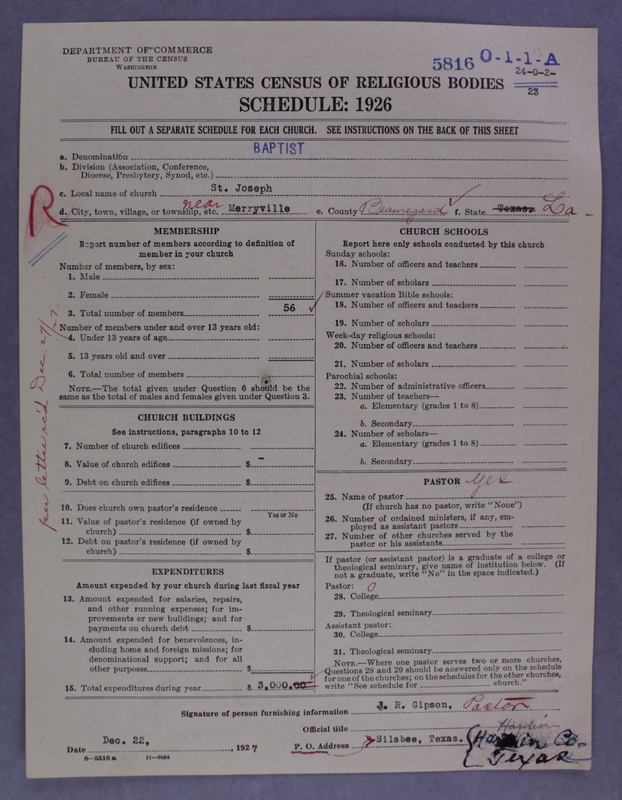 DEPARTMENT OF COMMERCE
BUREAU OF THE CENSUS
WASHINGTON
5816 O-1-1-A
24-0-2-
23
UNITED STATES CENSUS OF RELIGIOUS BODIES
SCHEDULE: 1926
FILL OUT A SEPARATE SCHEDULE FOR EACH CHURCH. SEE INSTRUCTIONS ON THE BACK OF THIS SHEET
a. Denomination BAPTIST
b. Division (Association, Conference,
Diocese, Presbytery, Synod, etc.)
c. Local name of church St. Joseph
R
d. City, town, village, or township, etc. near Merryville e. County Beauregard f. State Texas. La
per letter rec'd Dec. 27/27.
MEMBERSHIP
Report number of members according to definition of
member in your church
Number of members, by sex:
1. Male
2. Female
3. Total number of members 56
Number of members under and over 13 years old:
4. Under 13 years of age
5. 13 years old and over
6. Total number of members
NOTE.—The total given under Question 6 should be the
same as the total of males and females given under Question 3.
CHURCH BUILDINGS
See instructions, paragraphs 10 to 12
7. Number of church edifices
8. Value of church edifices $ -
9. Debt on church edifices $
10. Does church own pastor's residence
Yes or No
11. Value of pastor's residence (if owned by
church) $
12. Debt on pastor's residence (if owned by
church) $
EXPENDITURES
Amount expended by your church during last fiscal year
13. Amount expended for salaries, repairs,
and other running expenses; for im-
provements or new buildings; and for
payments on church debt $
14. Amount expended for benevolences, in-
cluding home and foreign missions; for
denominational support; and for all
other purposes $
15. Total expenditures during year $ 3,000.00
CHURCH SCHOOLS
Report here only schools conducted by this church
Sunday schools:
16. Number of officers and teachers
17. Number of scholars
Summer vacation Bible schools:
18. Number of officers and teachers
19. Number of scholars
Week-day religious schools:
20. Number of officers and teachers
21. Number of scholars
Parochial schools:
22. Number of administrative officers
23. Number of teachers—
a. Elementary (grades 1 to 8)
b. Secondary
24. Number of scholars—
a. Elementary (grades 1 to 8)
b. Secondary
PASTOR yes
25. Name of pastor
(If church has no pastor, write "None")
26. Number of ordained ministers, if any, em-
ployed as assistant pastors
27. Number of other churches served by the
pastor or his assistants
If pastor (or assistant pastor) is a graduate of a college or
theological seminary, give name of institution below. (If
not a graduate, write "No" in the space indicated.)
Pastor: 0
28. College
29. Theological seminary
Assistant pastor:
30. College
31. Theological seminary
NOTE.—Where one pastor serves two or more churches,
Questions 28 and 29 should be answered only on the schedule
for one of the churches; on the schedules for the other churches,
write "See schedule for church."
Signature of person furnishing information J. R. Gipson, Pastor
Official title Hardin
Date Dec. 22, , 1927 P. O. Address Silsbee, Texas. (Hardin Co.
Texas
8—5518 a 11—9084